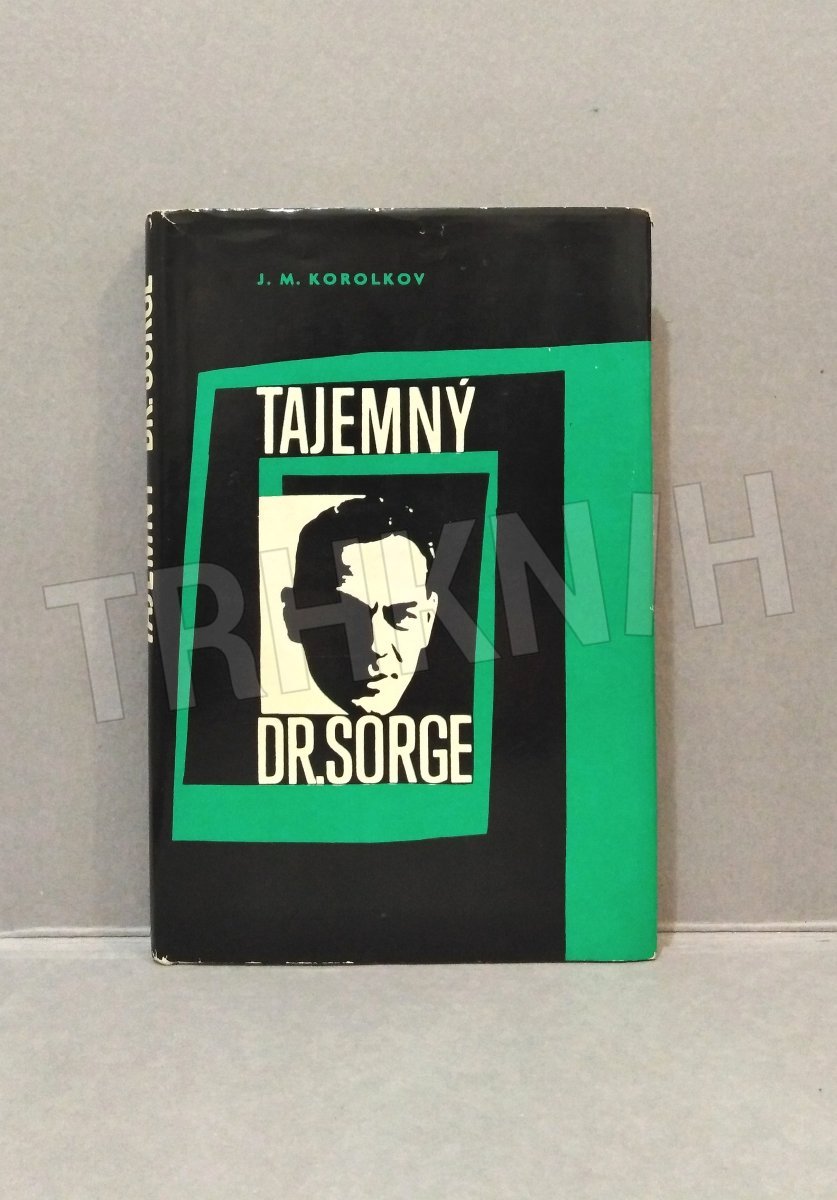 J. M. KOROLKOV
TAJEMNÝ
DR. SORGE
TAJEMNÝ DR. SORGE
TRHKNIH